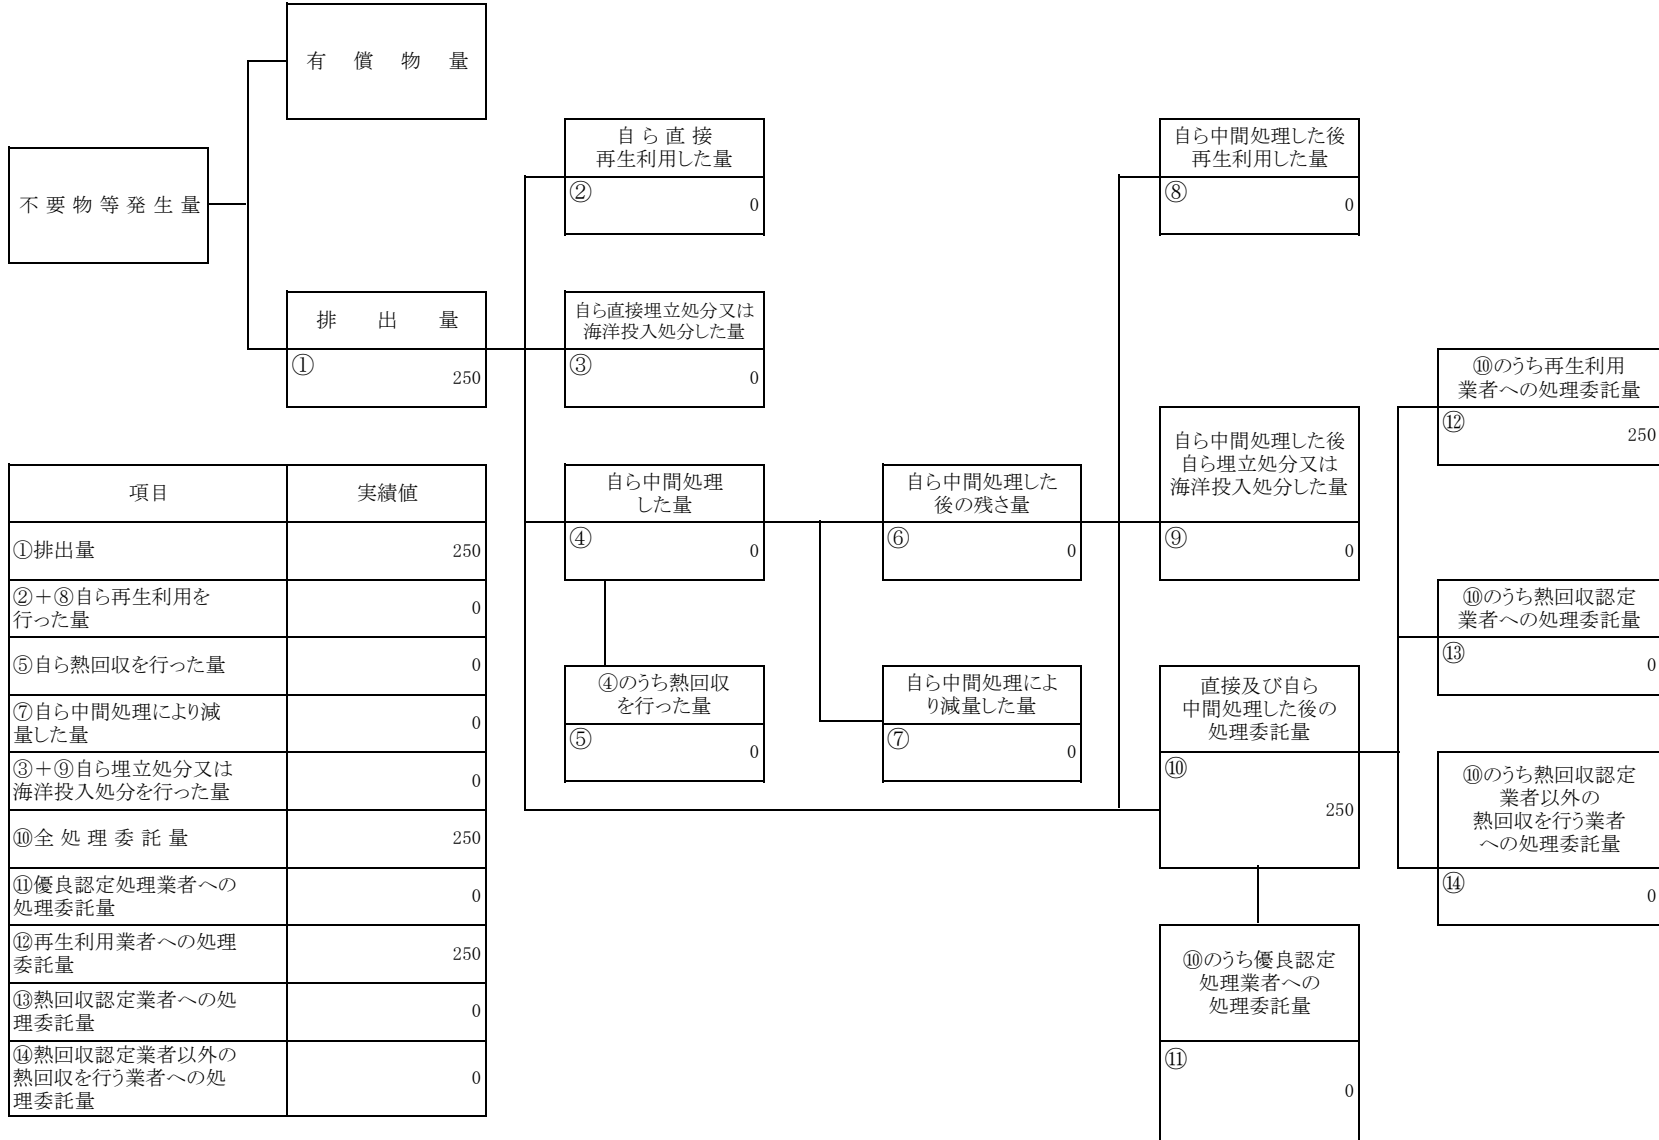 有 償 物 量
不 要 物 等 発 生 量
排 出 量
①
250
自 ら 直 接
再生利用した量
②
0
自ら直接埋立処分又は
海洋投入処分した量
③
0
自ら中間処理
した量
④
0
④のうち熱回収
を行った量
⑤
0
自ら中間処理した
後の残さ量
⑥
0
自ら中間処理によ
り減量した量
⑦
0
自ら中間処理した後
再生利用した量
⑧
0
自ら中間処理した後
自ら埋立処分又は
海洋投入処分した量
⑨
0
直接及び自ら
中間処理した後の
処理委託量
⑩
250
⑩のうち優良認定
処理業者への
処理委託量
⑪
0
⑩のうち再生利用
業者への処理委託量
⑫
250
⑩のうち熱回収認定
業者への処理委託量
⑬
0
⑩のうち熱回収認定
業者以外の
熱回収を行う業者
への処理委託量
⑭
0
項目 実績値
①排出量 250
②＋⑧自ら再生利用を
行った量
0
⑤自ら熱回収を行った量 0
⑦自ら中間処理により減
量した量
0
③＋⑨自ら埋立処分又は
海洋投入処分を行った量
0
⑩全 処 理 委 託 量 250
⑪優良認定処理業者への
処理委託量
0
⑫再生利用業者への処理
委託量
250
⑬熱回収認定業者への処
理委託量
0
⑭熱回収認定業者以外の
熱回収を行う業者への処
理委託量
0